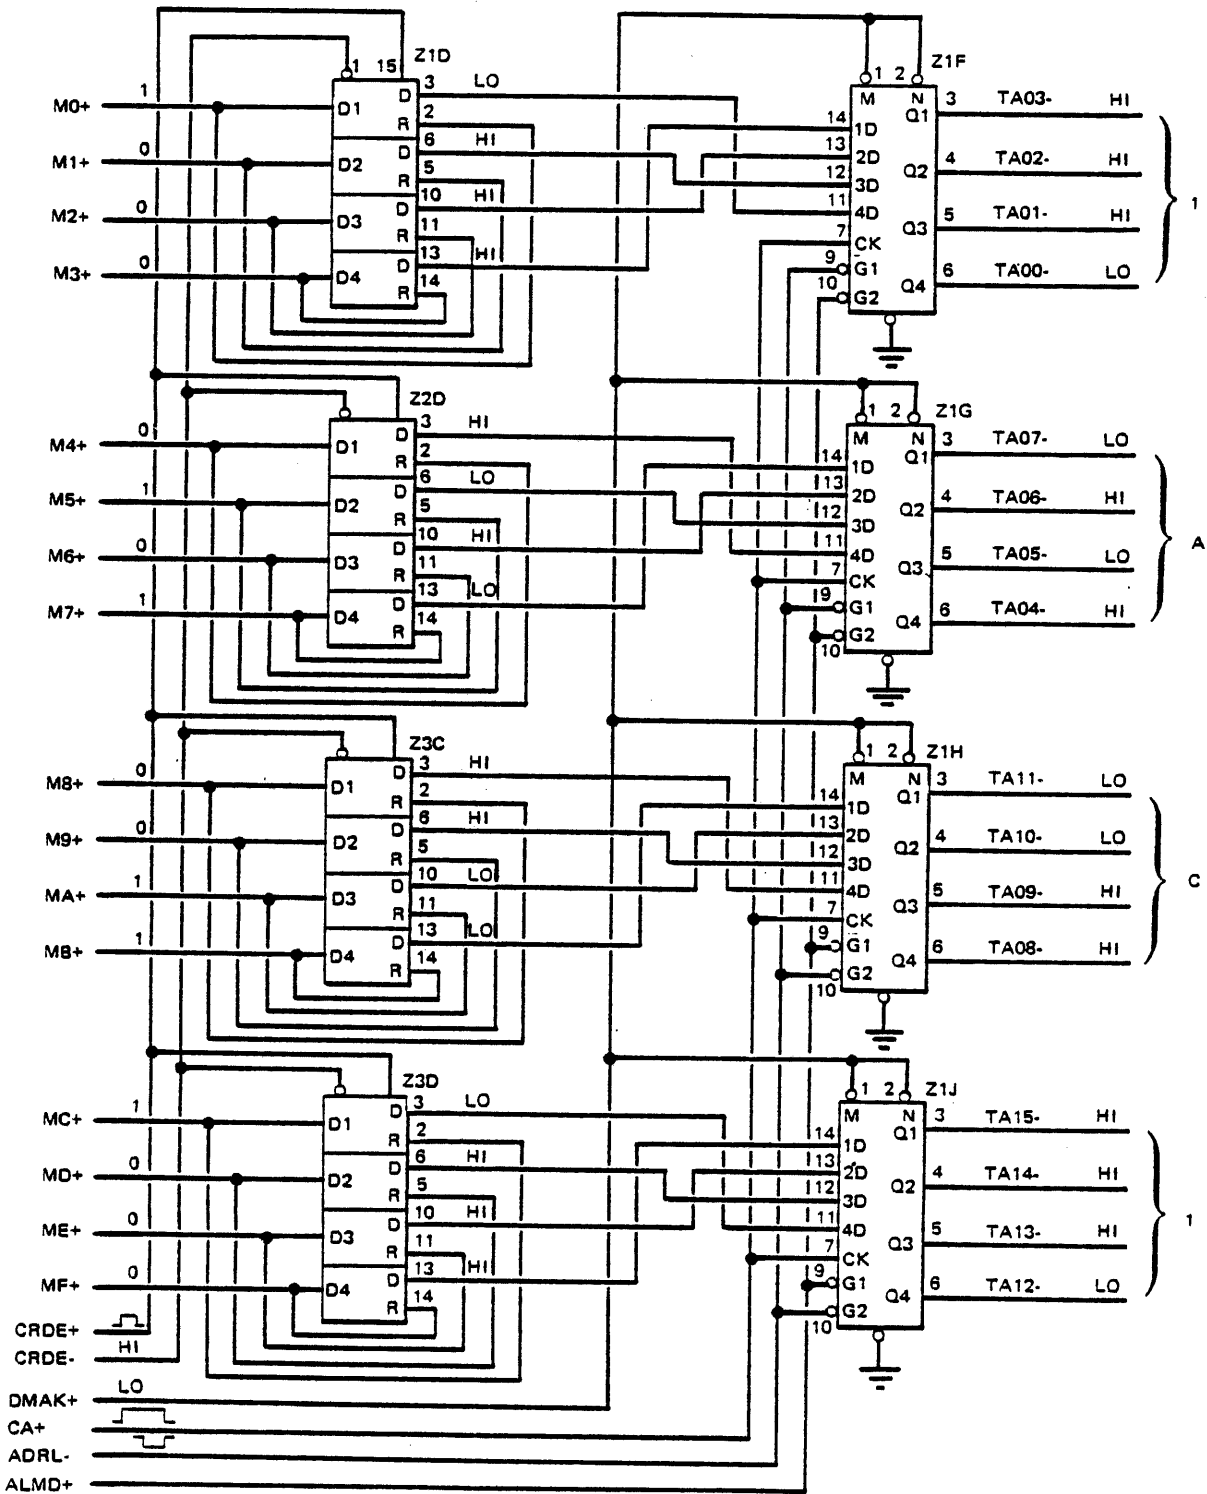 Z1D
Z1F
1 15
1 2
M0+ 1 D1 D 3 LO
R 2
M1+ 0 D2 D 6 HI
R 5
M2+ 0 D3 D 10 HI
R 11
M3+ 0 D4 D 13 HI
R 14
M N
14 1D Q1 3 TA03- HI
13 2D Q2 4 TA02- HI
12 3D Q3 5 TA01- HI
11 4D Q4 6 TA00- LO
7 CK
9 G1
10 G2
1
Z2D
Z1G
1 2
M4+ 0 D1 D 3 HI
R 2
M5+ 1 D2 D 6 LO
R 5
M6+ 0 D3 D 10 HI
R 11
M7+ 1 D4 D 13 LO
R 14
M N
14 1D Q1 3 TA07- LO
13 2D Q2 4 TA06- HI
12 3D Q3 5 TA05- LO
11 4D Q4 6 TA04- HI
7 CK
9 G1
10 G2
A
Z3C
Z1H
1 2
M8+ 0 D1 D 3 HI
R 2
M9+ 0 D2 D 6 HI
R 5
MA+ 1 D3 D 10 LO
R 11
MB+ 1 D4 D 13 LO
R 14
M N
14 1D Q1 3 TA11- LO
13 2D Q2 4 TA10- LO
12 3D Q3 5 TA09- HI
11 4D Q4 6 TA08- HI
7 CK
9 G1
10 G2
C
Z3D
Z1J
1 2
MC+ 1 D1 D 3 LO
R 2
MD+ 0 D2 D 6 HI
R 5
ME+ 0 D3 D 10 HI
R 11
MF+ 0 D4 D 13 HI
R 14
M N
14 1D Q1 3 TA15- HI
13 2D Q2 4 TA14- HI
12 3D Q3 5 TA13- HI
11 4D Q4 6 TA12- LO
7 CK
9 G1
10 G2
1
CRDE+
CRDE- HI
DMAK+ LO
CA+
ADRL-
ALMD+